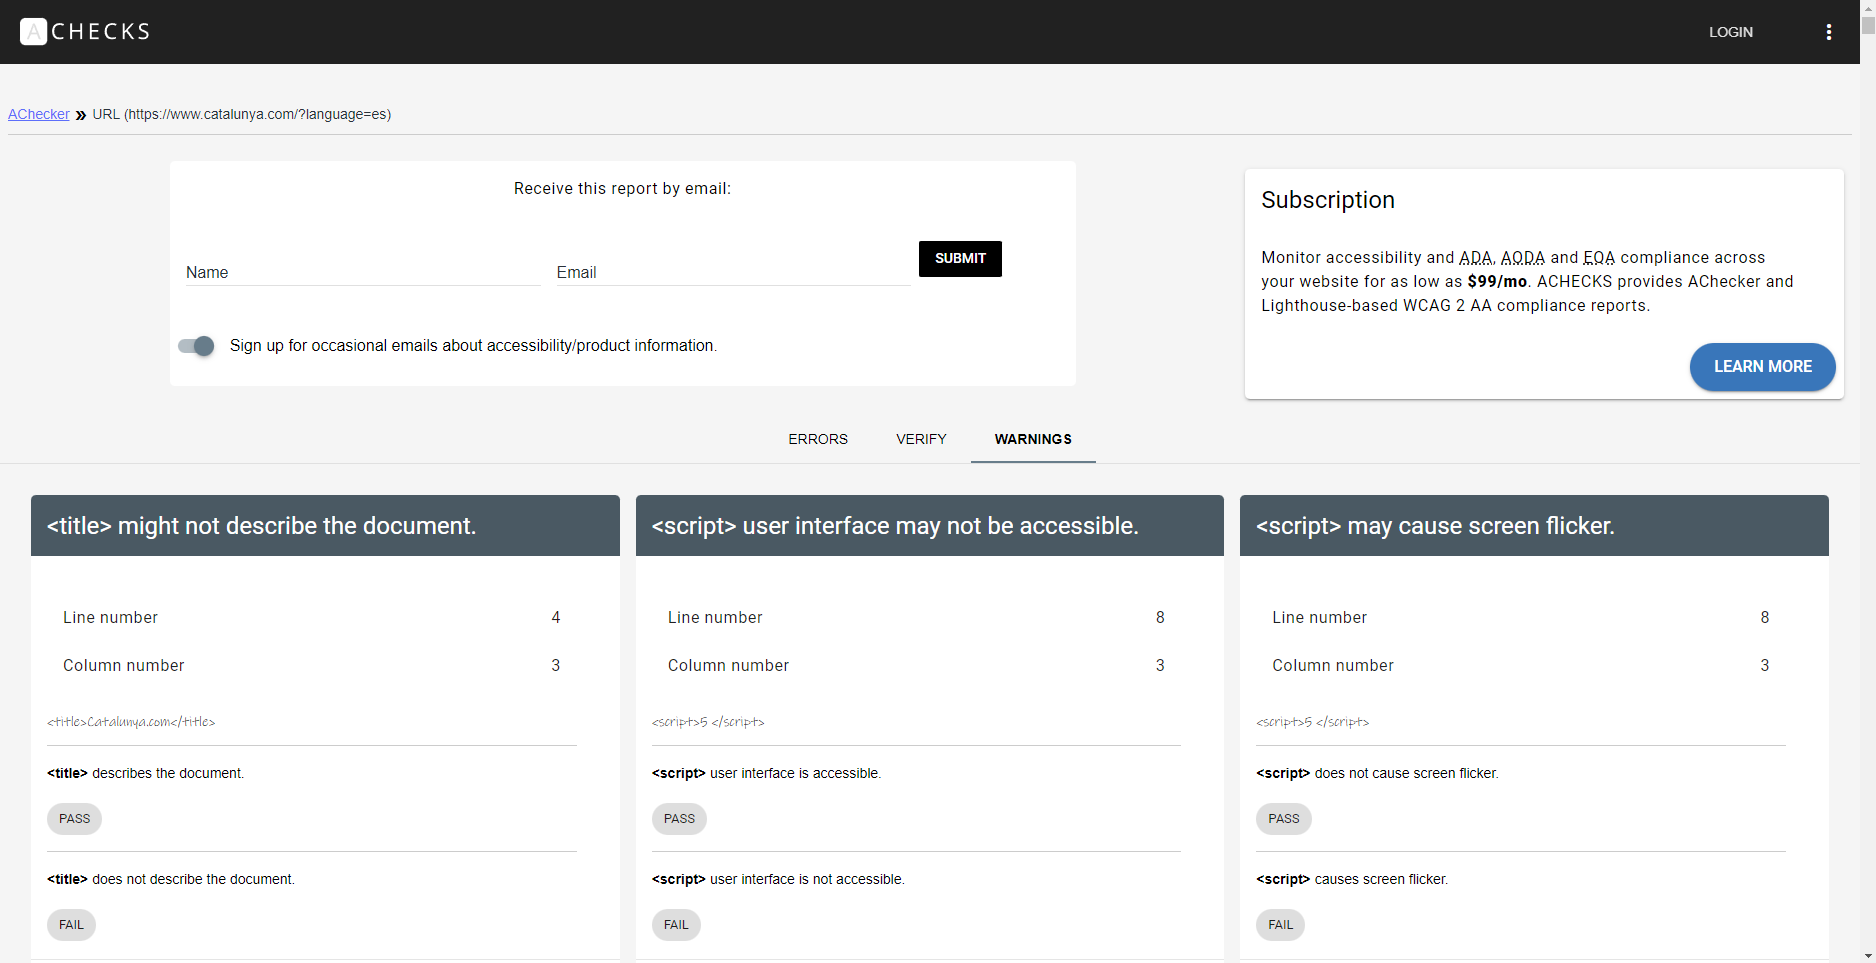 ACHECKS
LOGIN
AChecker » URL (https://www.catalunya.com/?language=es)
Receive this report by email:
Name
Email
SUBMIT
Sign up for occasional emails about accessibility/product information.
Subscription
Monitor accessibility and ADA, AODA and EQA compliance across
your website for as low as $99/mo. ACHECKS provides AChecker and
Lighthouse-based WCAG 2 AA compliance reports.
LEARN MORE
ERRORS
VERIFY
WARNINGS
<title> might not describe the document.
Line number 4
Column number 3
<title>Catalunya.com</title>
<title> describes the document.
PASS
<title> does not describe the document.
FAIL
<script> user interface may not be accessible.
Line number 8
Column number 3
<script>5 </script>
<script> user interface is accessible.
PASS
<script> user interface is not accessible.
FAIL
<script> may cause screen flicker.
Line number 8
Column number 3
<script>5 </script>
<script> does not cause screen flicker.
PASS
<script> causes screen flicker.
FAIL